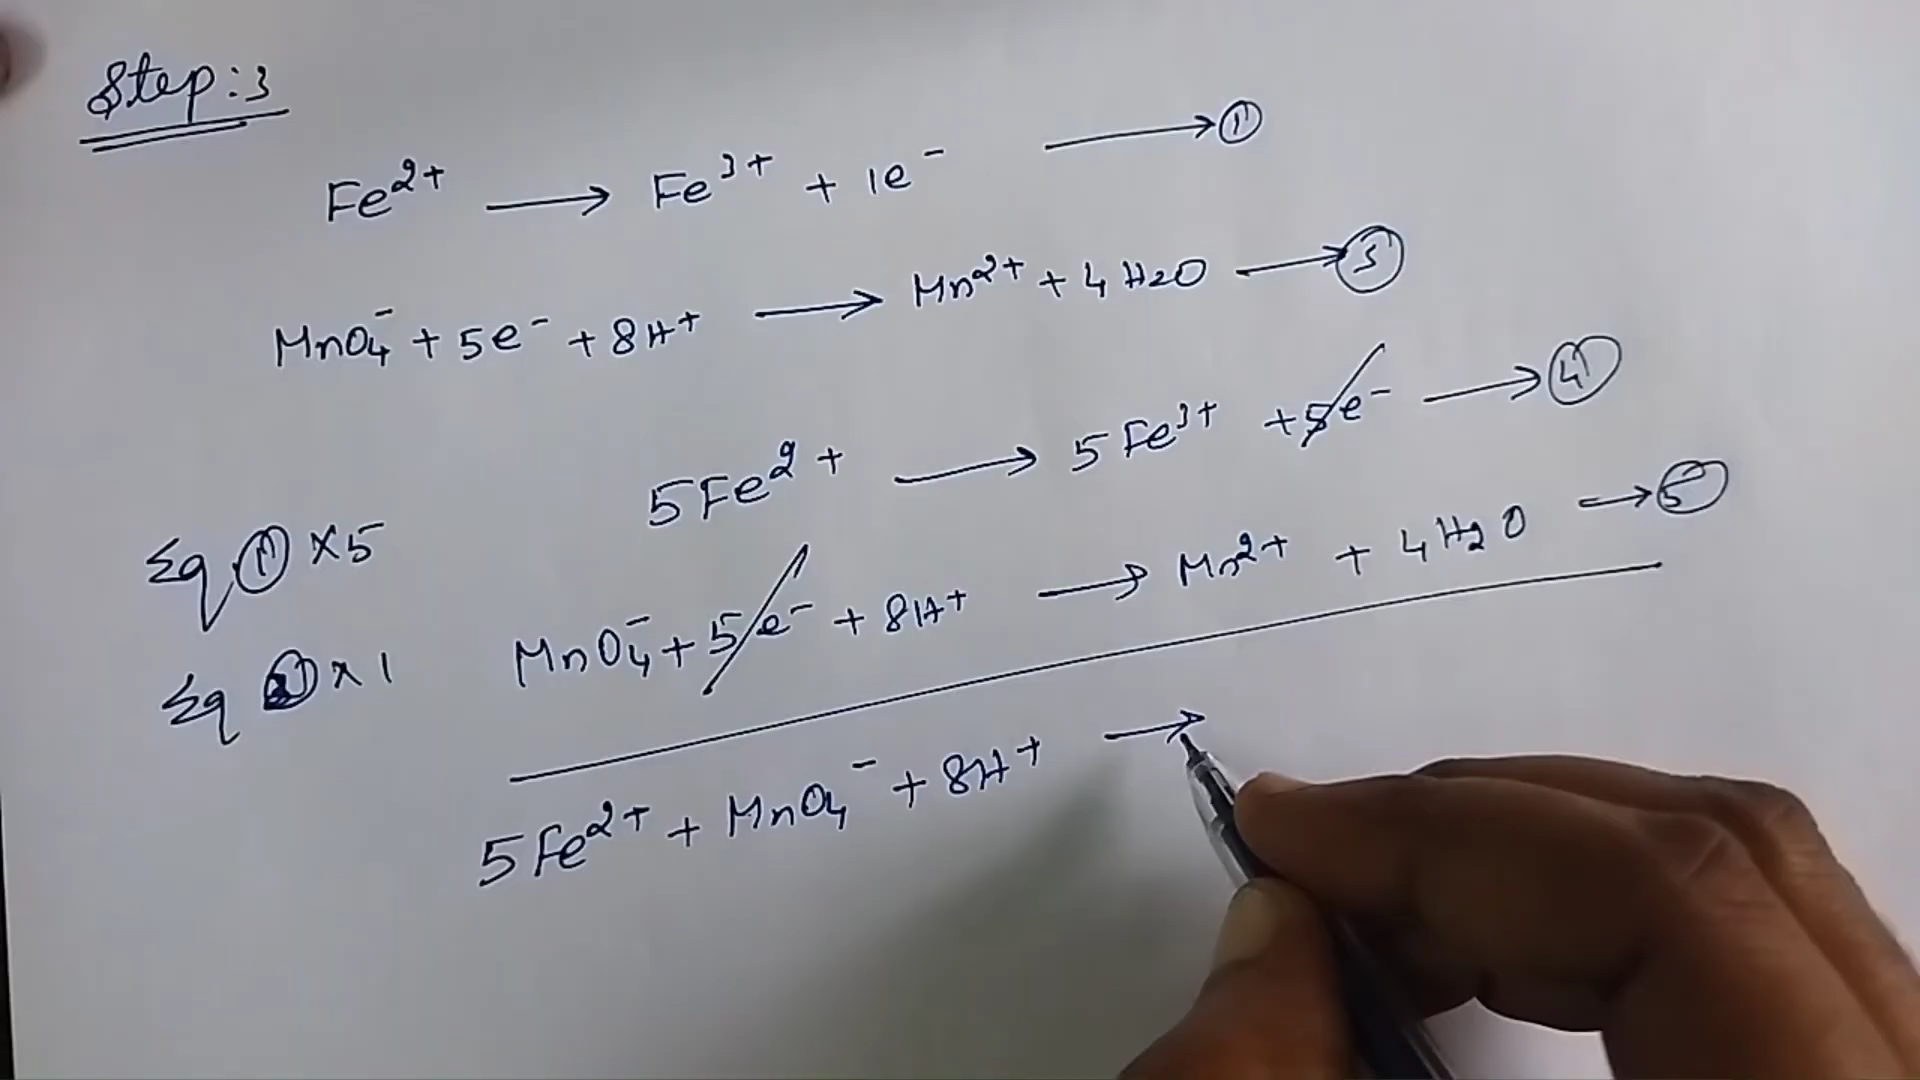 Step:3
Fe²⁺ ⟶ Fe³⁺ + 1e⁻ ⟶ ①
MnO₄⁻ + 5e⁻ + 8H⁺ ⟶ Mn²⁺ + 4H₂O ⟶ ③
5Fe²⁺ ⟶ 5Fe³⁺ + 5e⁻ ⟶ ④
Eq ① × 5
MnO₄⁻ + 5e⁻ + 8H⁺ ⟶ Mn²⁺ + 4H₂O ⟶ ⑤
Eq × 1
5Fe²⁺ + MnO₄⁻ + 8H⁺ ⟶